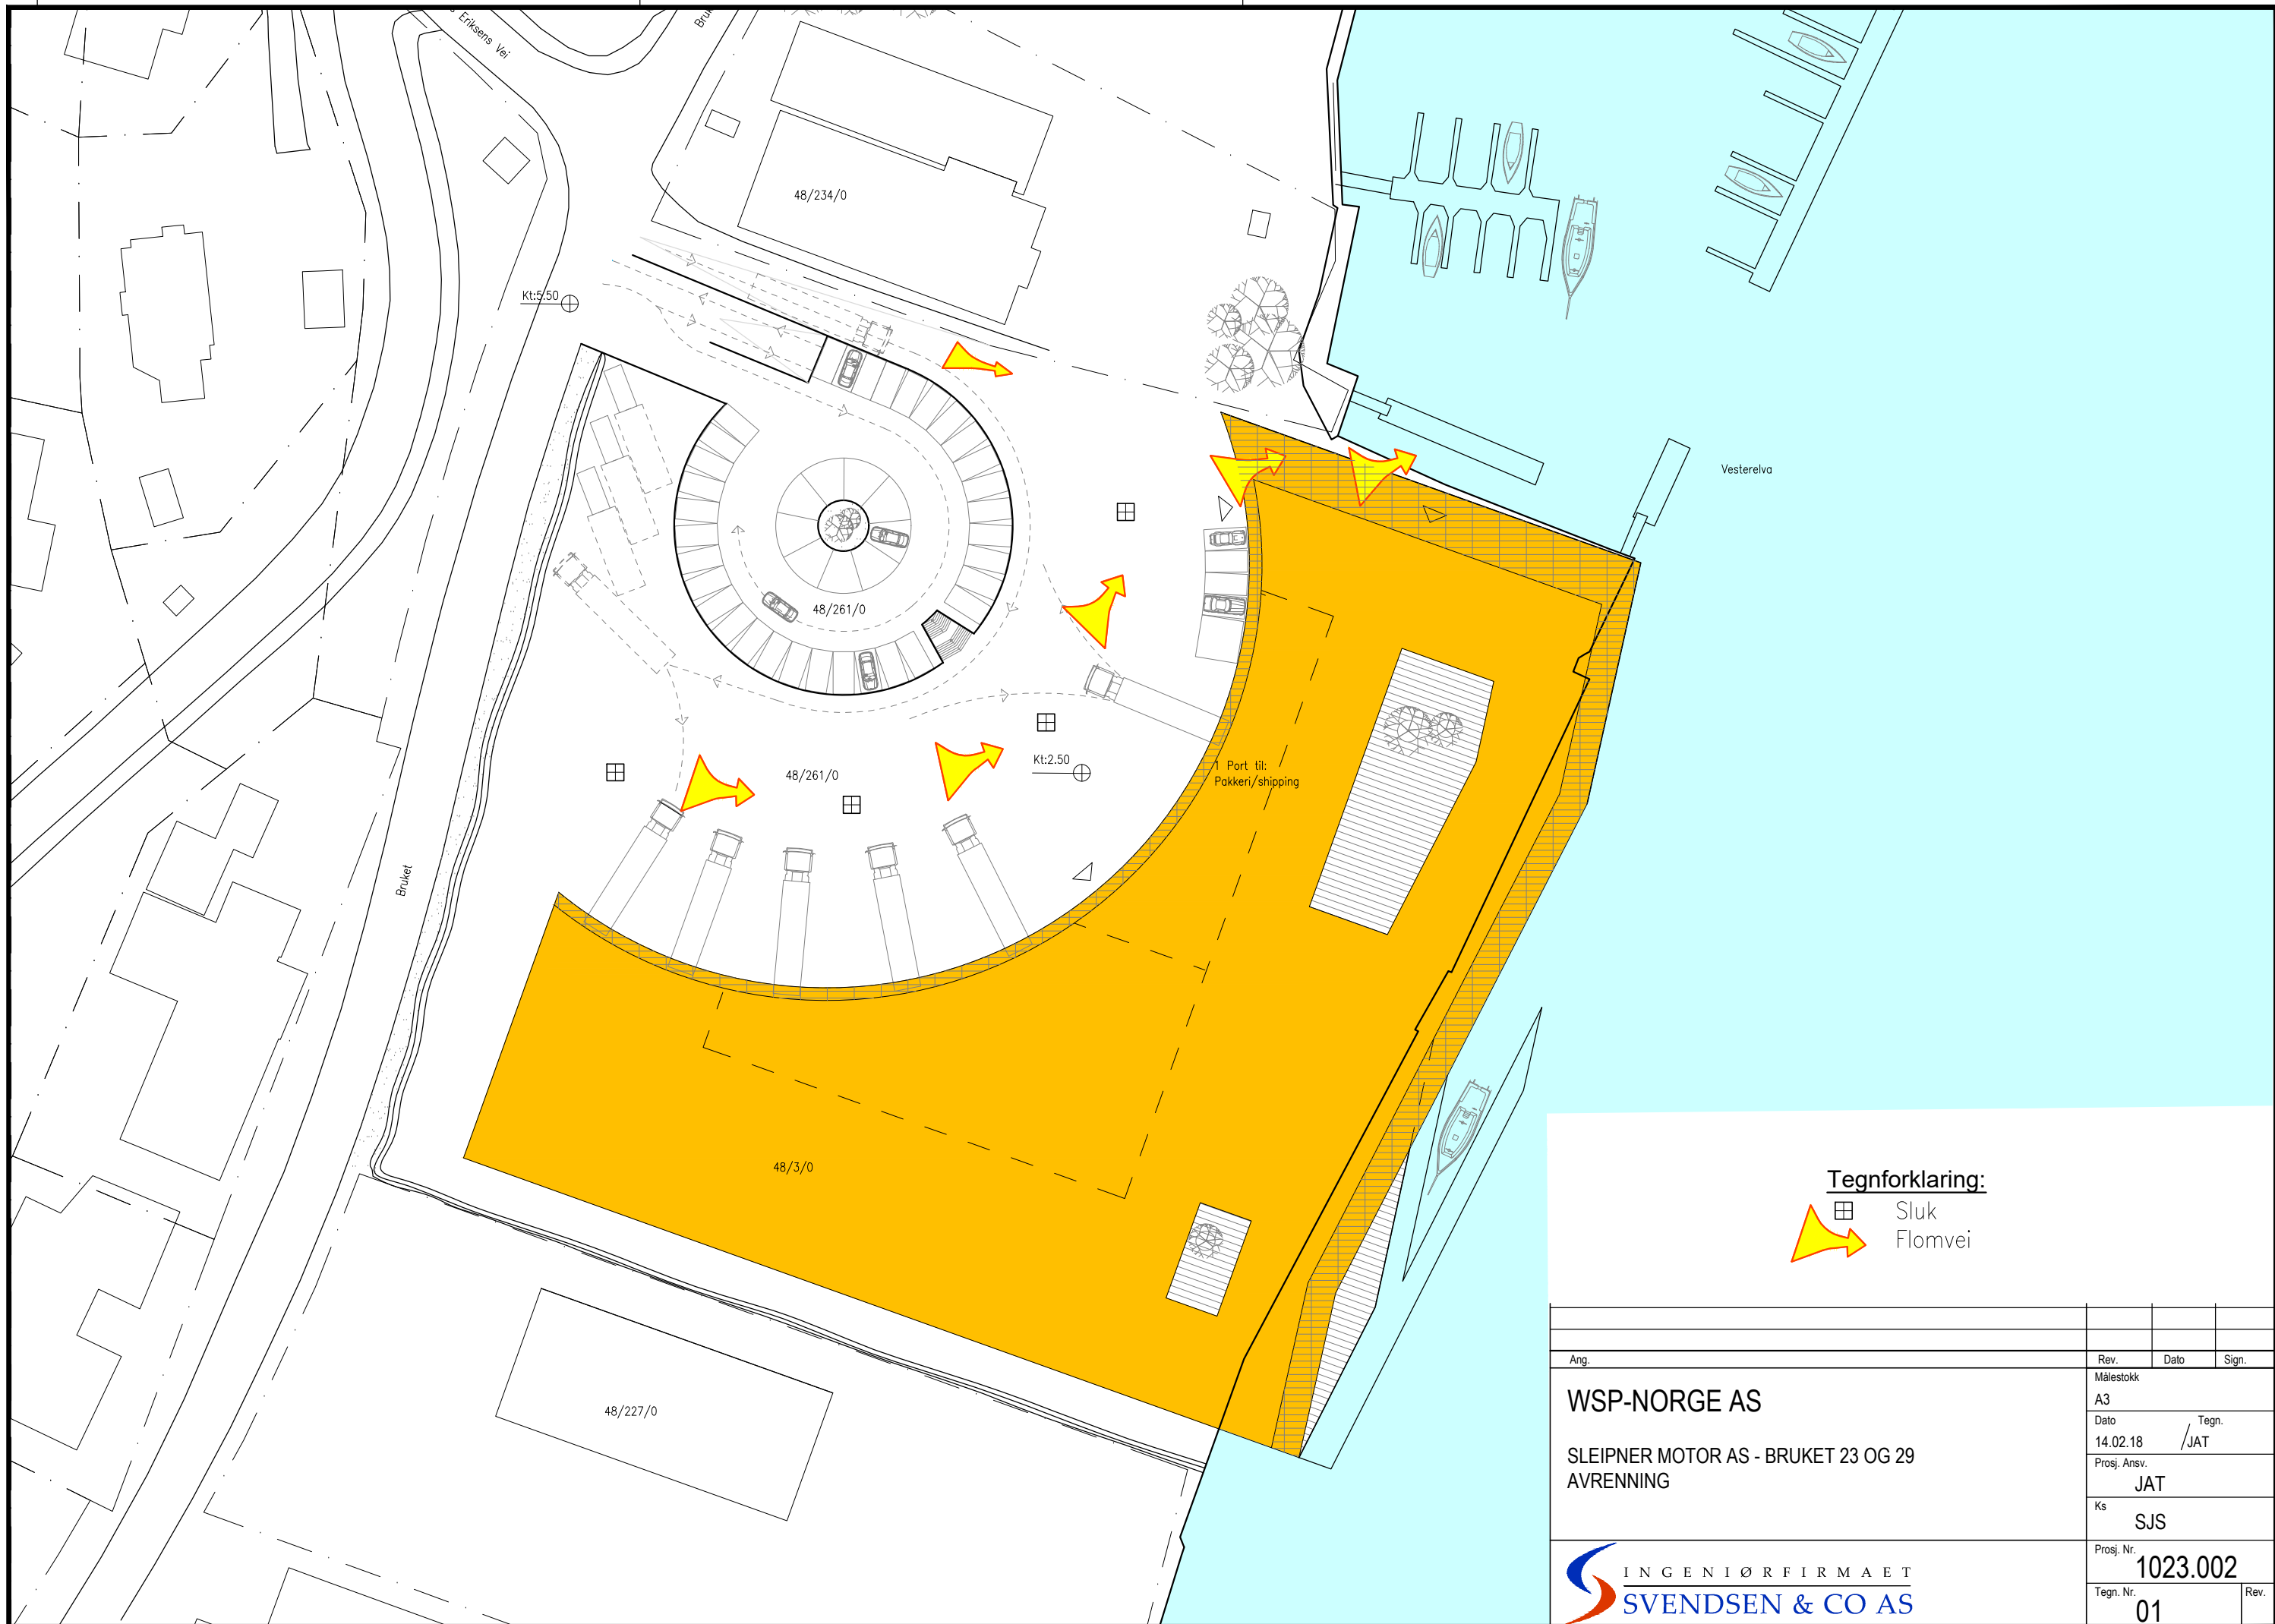 Eriksens Vei
48/234/0
Kt:5.50
Vesterelva
48/261/0
Kt:2.50
48/261/0
1 Port til:
Pakkeri/shipping
Bruket
48/3/0
48/227/0
Tegnforklaring:
Sluk
Flomvei
Ang.
Rev. Dato Sign.
WSP-NORGE AS
SLEIPNER MOTOR AS - BRUKET 23 OG 29
AVRENNING
Målestokk
A3
Dato Tegn.
14.02.18 /JAT
Prosj. Ansv.
JAT
Ks
SJS
Prosj. Nr.
1023.002
Tegn. Nr. Rev.
01
INGENIØRFIRMAET
SVENDSEN & CO AS